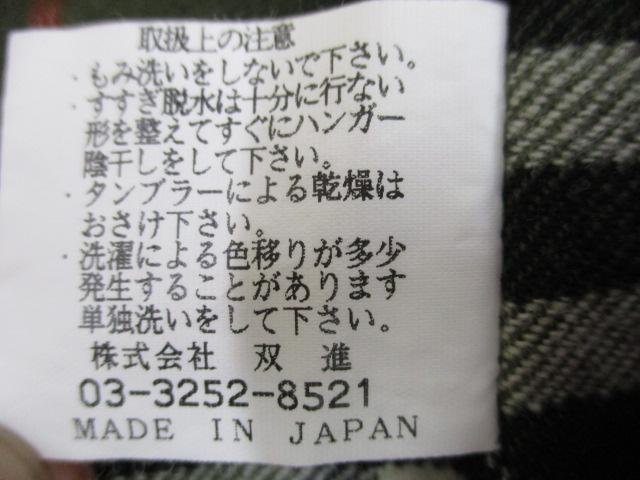 取扱上の注意
・もみ洗いをしないで下さい。
・すすぎ脱水は十分に行ない
形を整えてすぐにハンガー
陰干しをして下さい。
・タンブラーによる乾燥は
おさけ下さい。
・洗濯による色移りが多少
発生することがあります
単独洗いをして下さい。
株式会社 双 進
03-3252-8521
MADE IN JAPAN